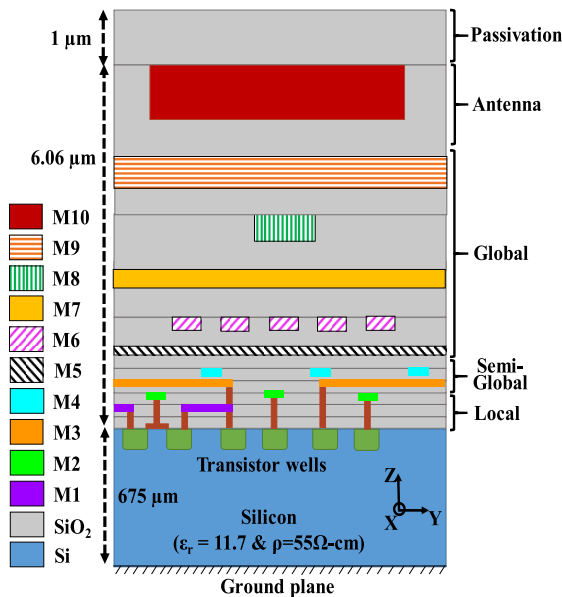 1 μm
Passivation
Antenna
6.06 μm
M10
M9
M8
M7
M6
M5
M4
M3
M2
M1
SiO₂
Si
Global
Semi-
Global
Local
Transistor wells
675 μm
Silicon
(εᵣ = 11.7 & ρ=55Ω-cm)
Z
X
Y
Ground plane